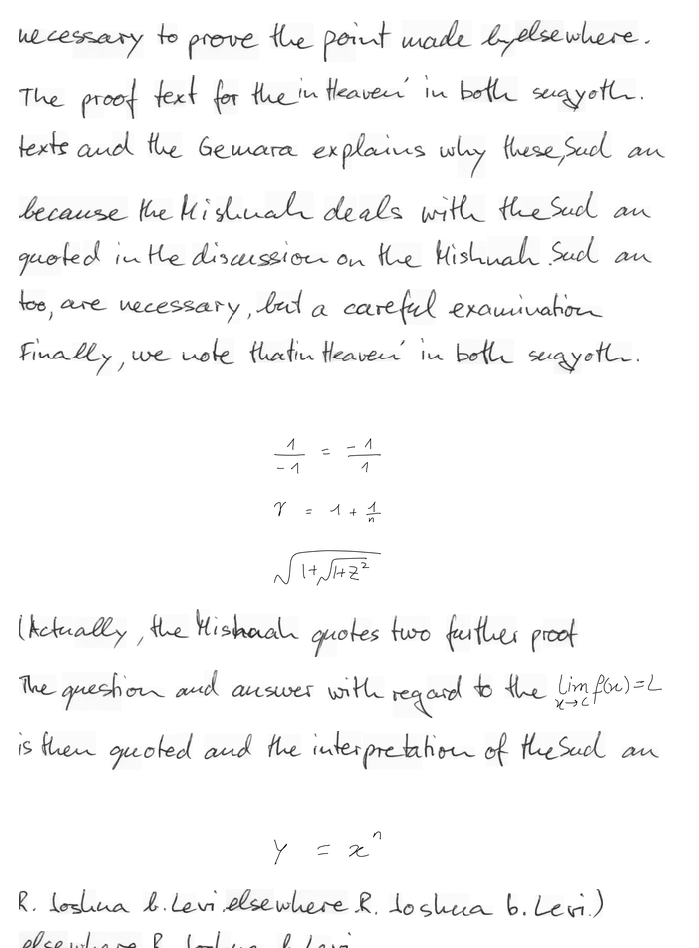 necessary to prove the point made by elsewhere.
The proof text for the in Heaven' in both sugyoth.
texts and the Gemara explains why these, Sud an
because the Mishnah deals with the Sud an
quoted in the discussion on the Mishnah. Sud an
too, are necessary, but a careful examination
Finally, we note that in Heaven' in both sugyoth.
\frac{1}{-1} = \frac{-1}{1}
γ = 1 + \frac{1}{n}
\sqrt{1+\sqrt{1+z^2}}
(Actually, the Mishnah quotes two further proof
The question and answer with regard to the \lim_{x→c} f(x) = L
is then quoted and the interpretation of the Sud an
y = x^n
R. Joshua b. Levi elsewhere R. Joshua b. Levi.)
elsewhere R. Joshua b. Levi